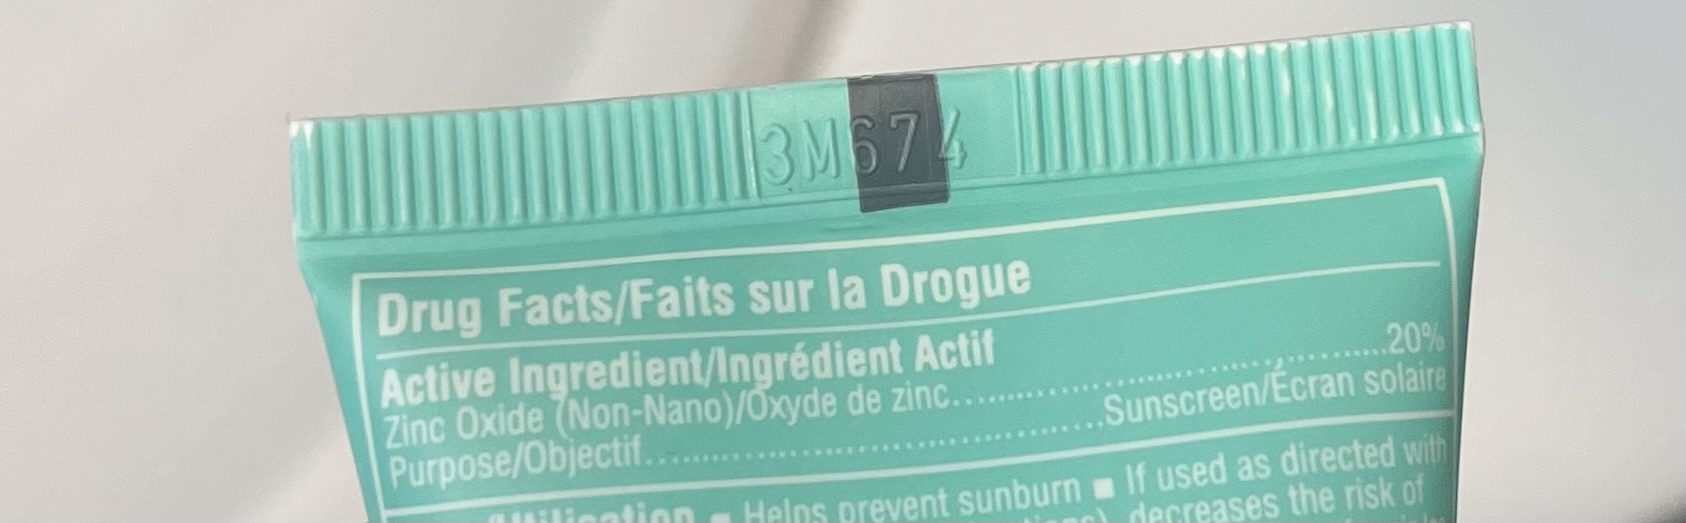 3M674
Drug Facts/Faits sur la Drogue
Active Ingredient/Ingrédient Actif
Zinc Oxide (Non-Nano)/Oxyde de zinc....................................20%
Purpose/Objectif....................................Sunscreen/Écran solaire
/Utilisation ■ Helps prevent sunburn ■ If used as directed with
decreases the risk of